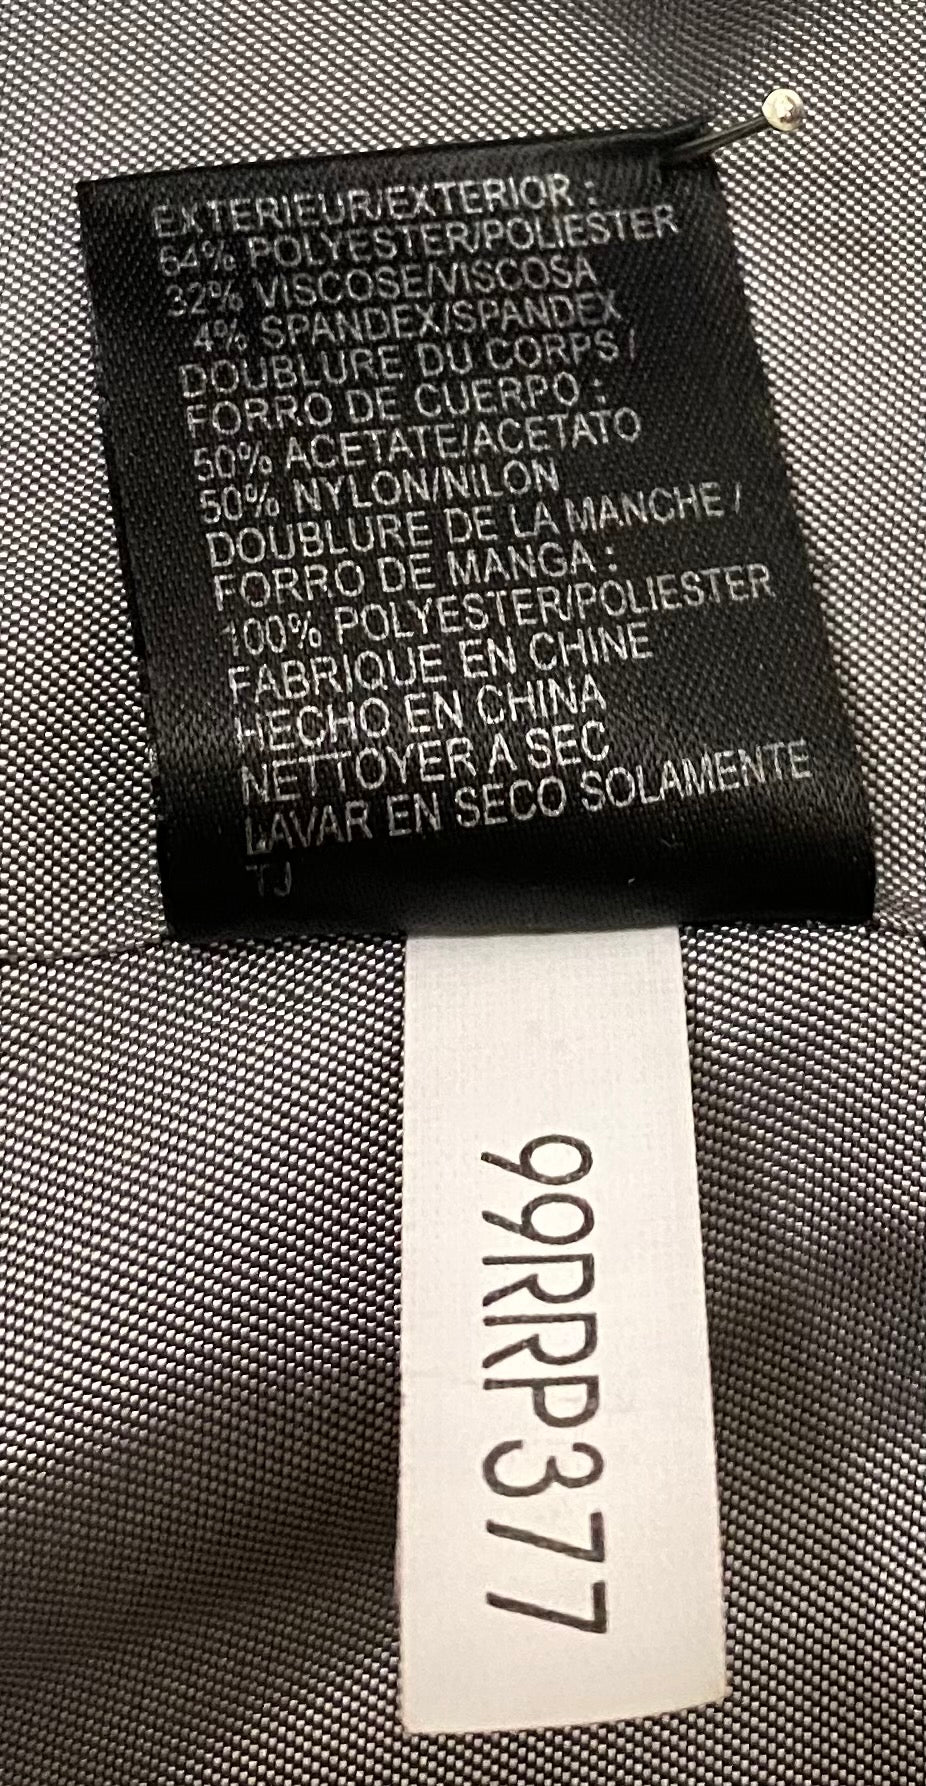 EXTERIEUR/EXTERIOR :
64% POLYESTER/POLIESTER
32% VISCOSE/VISCOSA
4% SPANDEX/SPANDEX
DOUBLURE DU CORPS /
FORRO DE CUERPO :
50% ACETATE/ACETATO
50% NYLON/NILON
DOUBLURE DE LA MANCHE /
FORRO DE MANGA :
100% POLYESTER/POLIESTER
FABRIQUE EN CHINE
HECHO EN CHINA
NETTOYER A SEC
LAVAR EN SECO SOLAMENTE
TJ
99RRP377